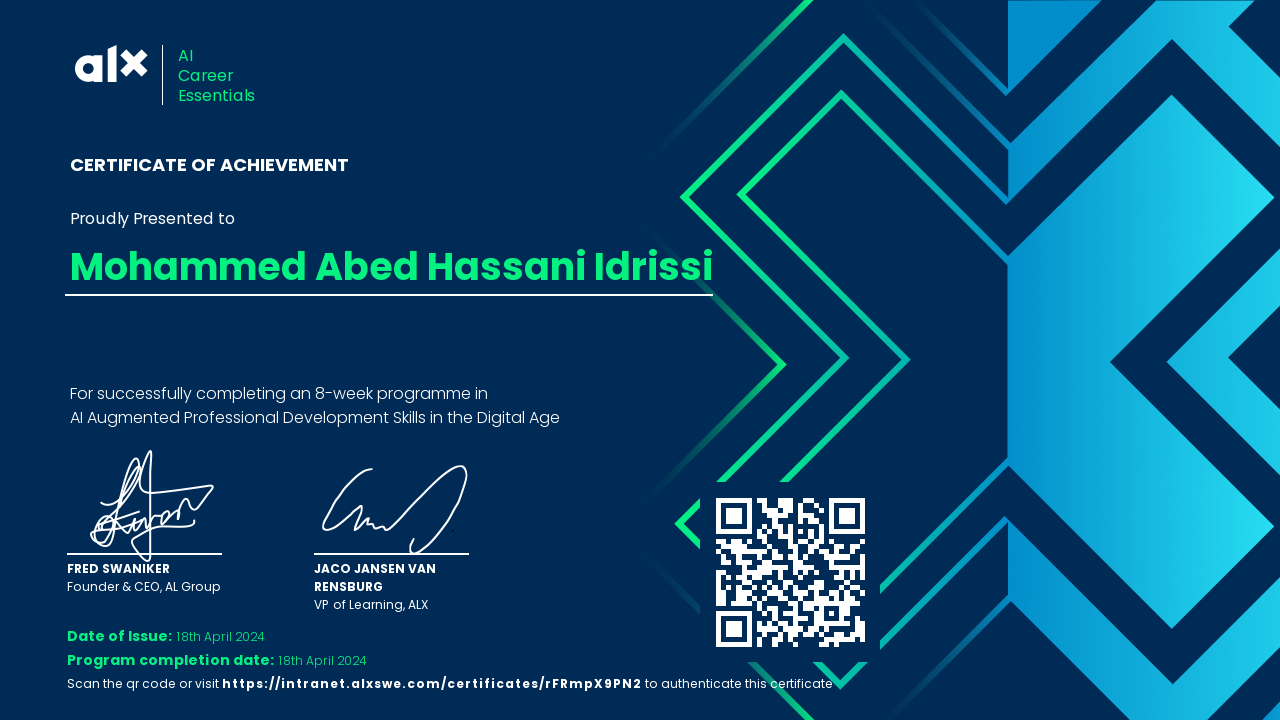 alx
AI
Career
Essentials
CERTIFICATE OF ACHIEVEMENT
Proudly Presented to
Mohammed Abed Hassani Idrissi
For successfully completing an 8-week programme in
AI Augmented Professional Development Skills in the Digital Age
FRED SWANIKER
Founder & CEO, AL Group
JACO JANSEN VAN
RENSBURG
VP of Learning, ALX
Date of Issue: 18th April 2024
Program completion date: 18th April 2024
Scan the qr code or visit https://intranet.alxswe.com/certificates/rFRmpX9PN2 to authenticate this certificate